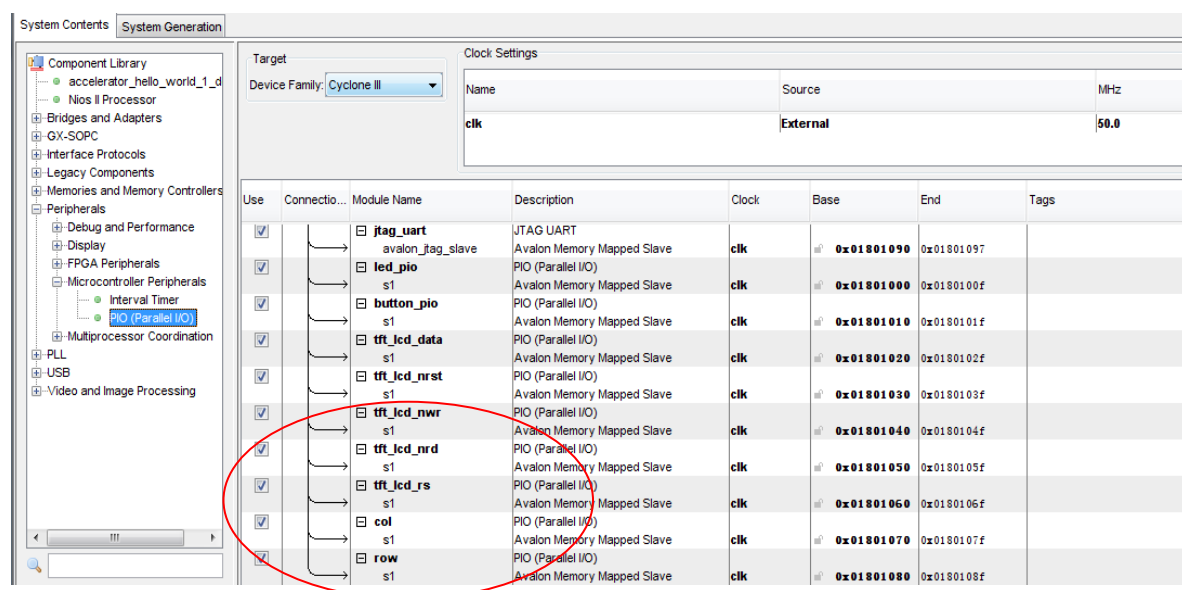 System Contents System Generation
Component Library
accelerator_hello_world_1_d
Nios II Processor
Bridges and Adapters
GX-SOPC
Interface Protocols
Legacy Components
Memories and Memory Controllers
Peripherals
Debug and Performance
Display
FPGA Peripherals
Microcontroller Peripherals
Interval Timer
PIO (Parallel I/O)
Multiprocessor Coordination
PLL
USB
Video and Image Processing
Target
Device Family: Cyclone III
Clock Settings
Name Source MHz
clk External 50.0
Use Connectio... Module Name Description Clock Base End Tags
jtag_uart JTAG UART
avalon_jtag_slave Avalon Memory Mapped Slave clk 0x01801090 0x01801097
led_pio PIO (Parallel I/O)
s1 Avalon Memory Mapped Slave clk 0x01801000 0x0180100f
button_pio PIO (Parallel I/O)
s1 Avalon Memory Mapped Slave clk 0x01801010 0x0180101f
tft_lcd_data PIO (Parallel I/O)
s1 Avalon Memory Mapped Slave clk 0x01801020 0x0180102f
tft_lcd_nrst PIO (Parallel I/O)
s1 Avalon Memory Mapped Slave clk 0x01801030 0x0180103f
tft_lcd_nwr PIO (Parallel I/O)
s1 Avalon Memory Mapped Slave clk 0x01801040 0x0180104f
tft_lcd_nrd PIO (Parallel I/O)
s1 Avalon Memory Mapped Slave clk 0x01801050 0x0180105f
tft_lcd_rs PIO (Parallel I/O)
s1 Avalon Memory Mapped Slave clk 0x01801060 0x0180106f
col PIO (Parallel I/O)
s1 Avalon Memory Mapped Slave clk 0x01801070 0x0180107f
row PIO (Parallel I/O)
s1 Avalon Memory Mapped Slave clk 0x01801080 0x0180108f